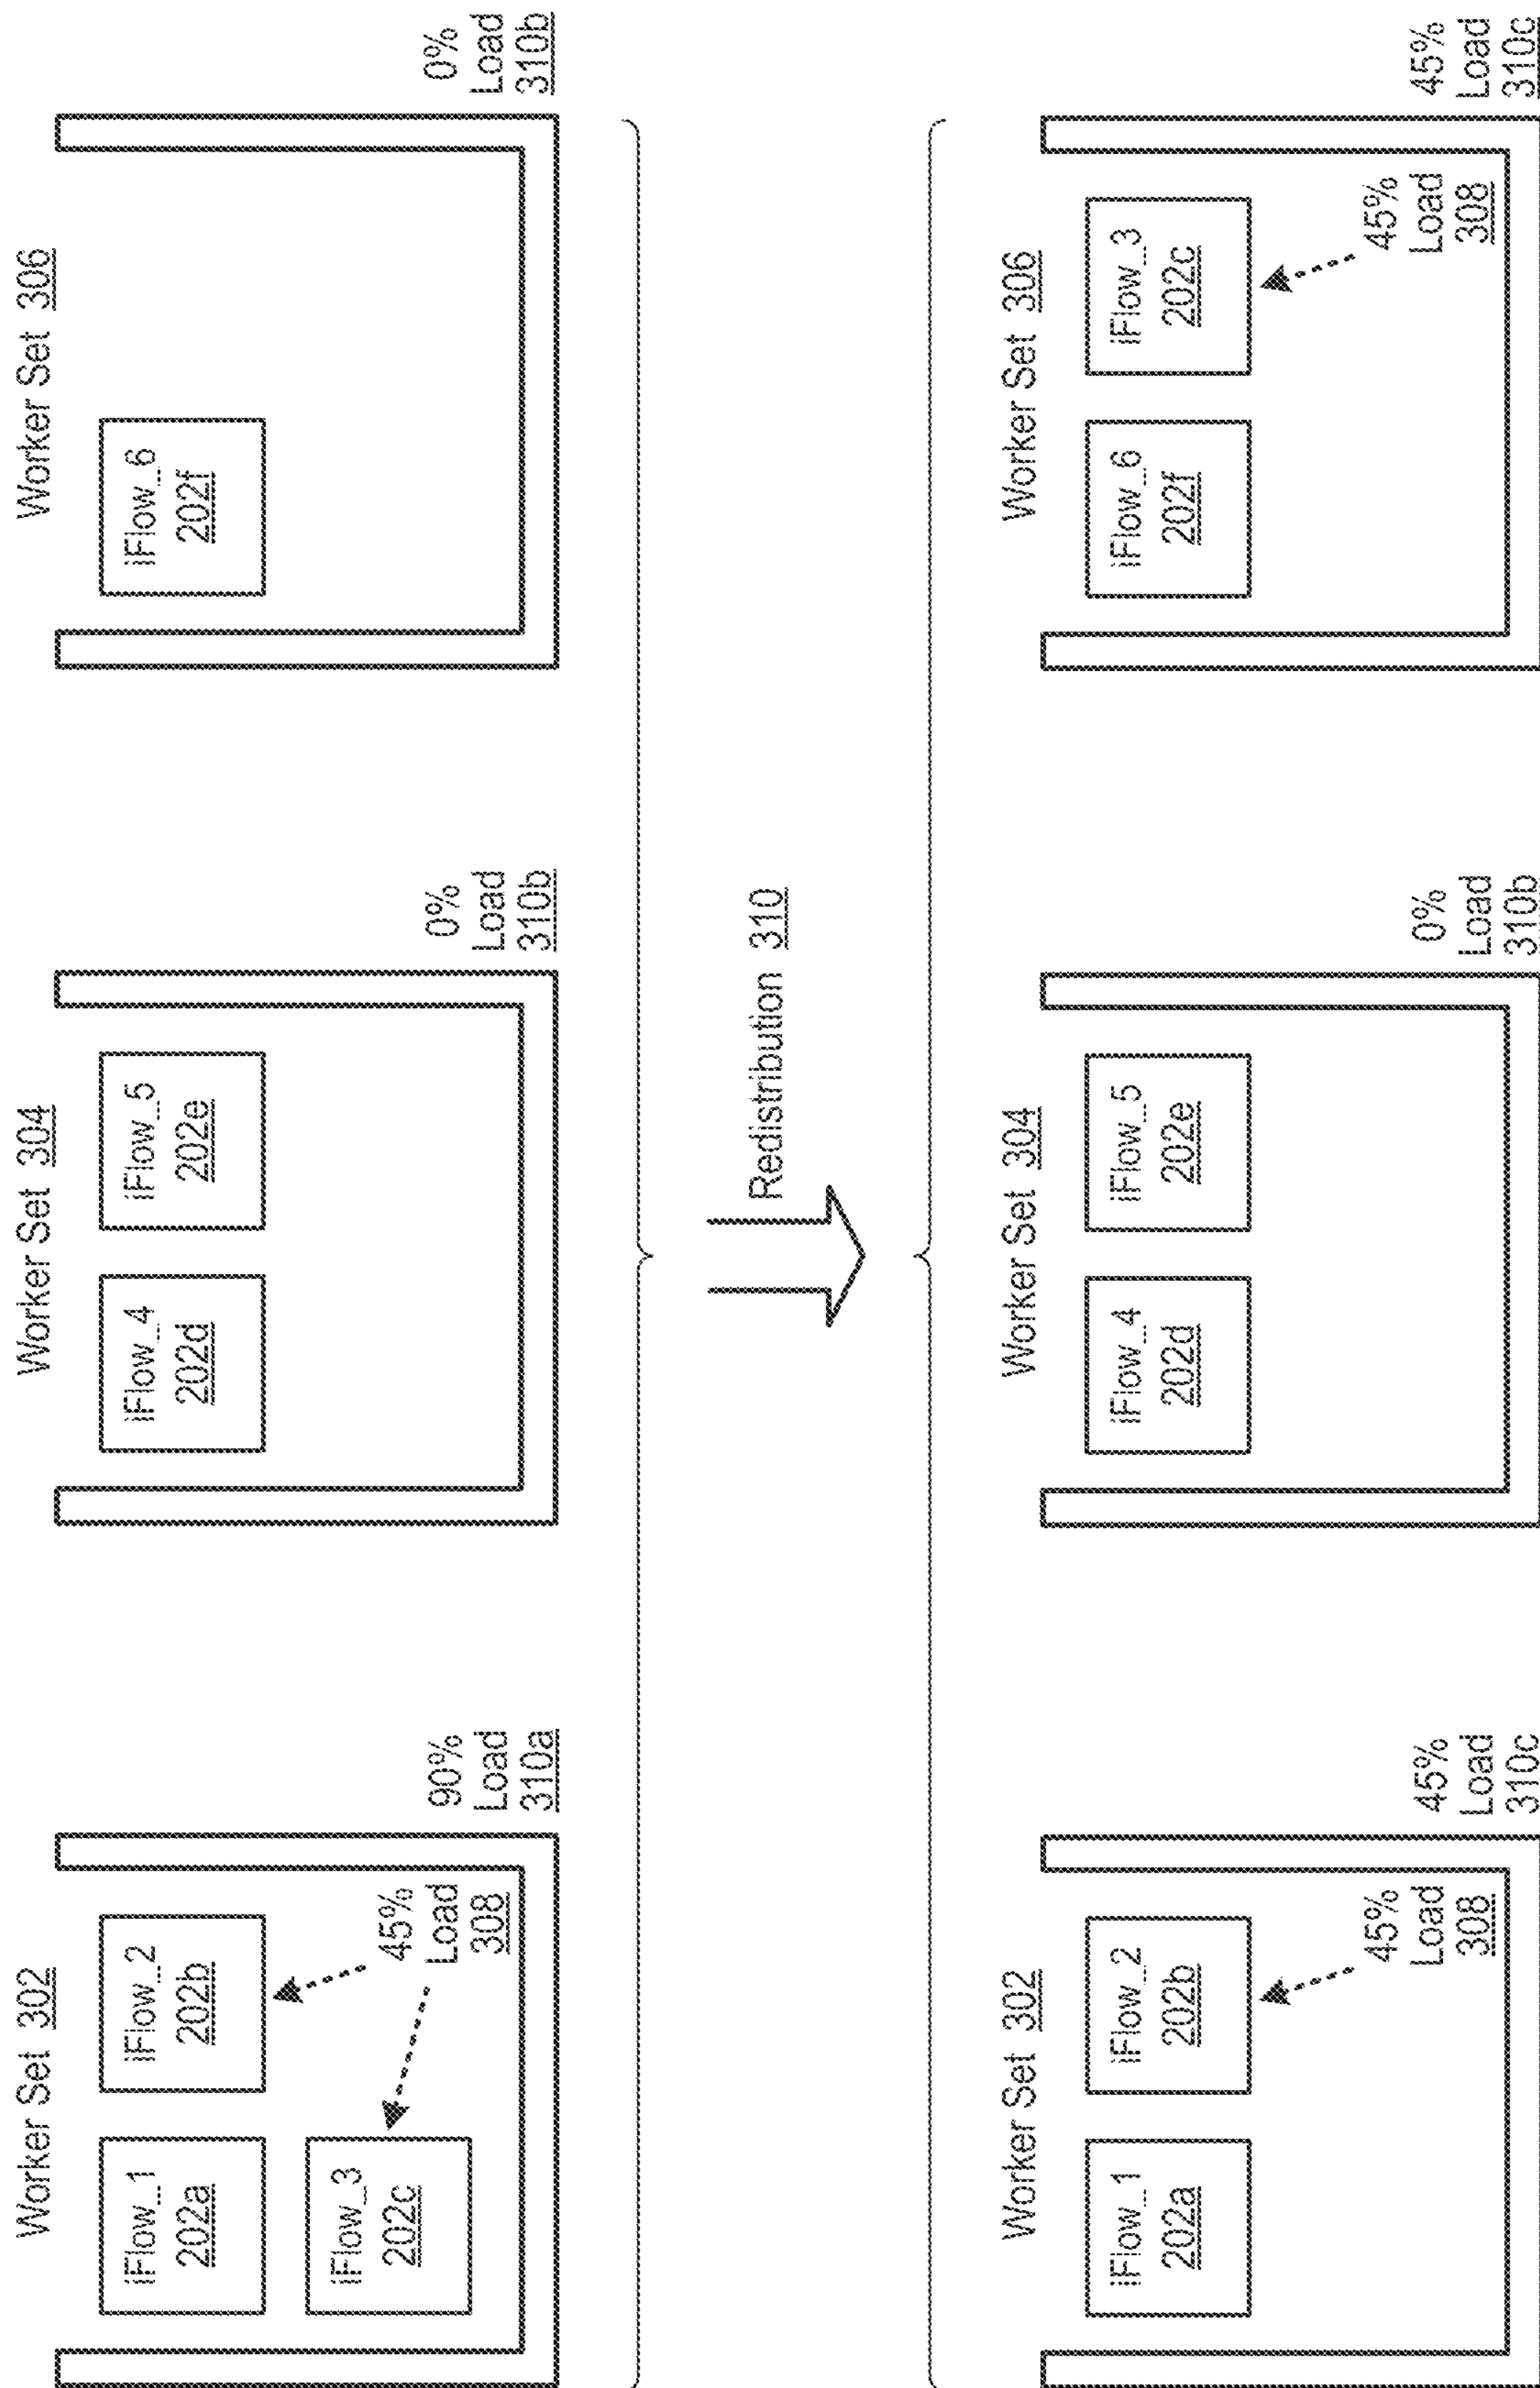 Worker Set 302
iFlow_1
202a
iFlow_2
202b
iFlow_3
202c
45%
Load
308
90%
Load
310a
Worker Set 304
iFlow_4
202d
iFlow_5
202e
0%
Load
310b
Worker Set 306
iFlow_6
202f
0%
Load
310b
Redistribution 310
Worker Set 302
iFlow_1
202a
iFlow_2
202b
45%
Load
308
45%
Load
310c
Worker Set 304
iFlow_4
202d
iFlow_5
202e
0%
Load
310b
Worker Set 306
iFlow_6
202f
iFlow_3
202c
45%
Load
308
45%
Load
310c